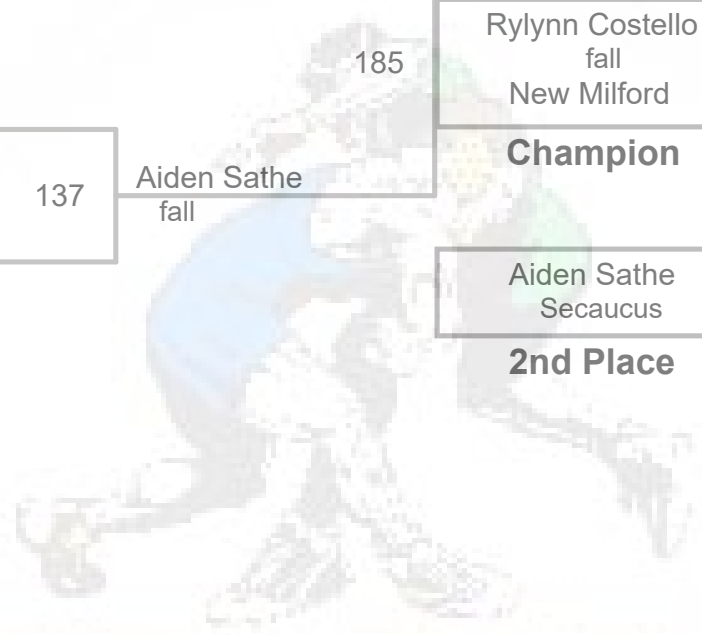 Rylynn Costello
185
fall
New Milford
Champion
137
Aiden Sathe
fall
Aiden Sathe
Secaucus
2nd Place